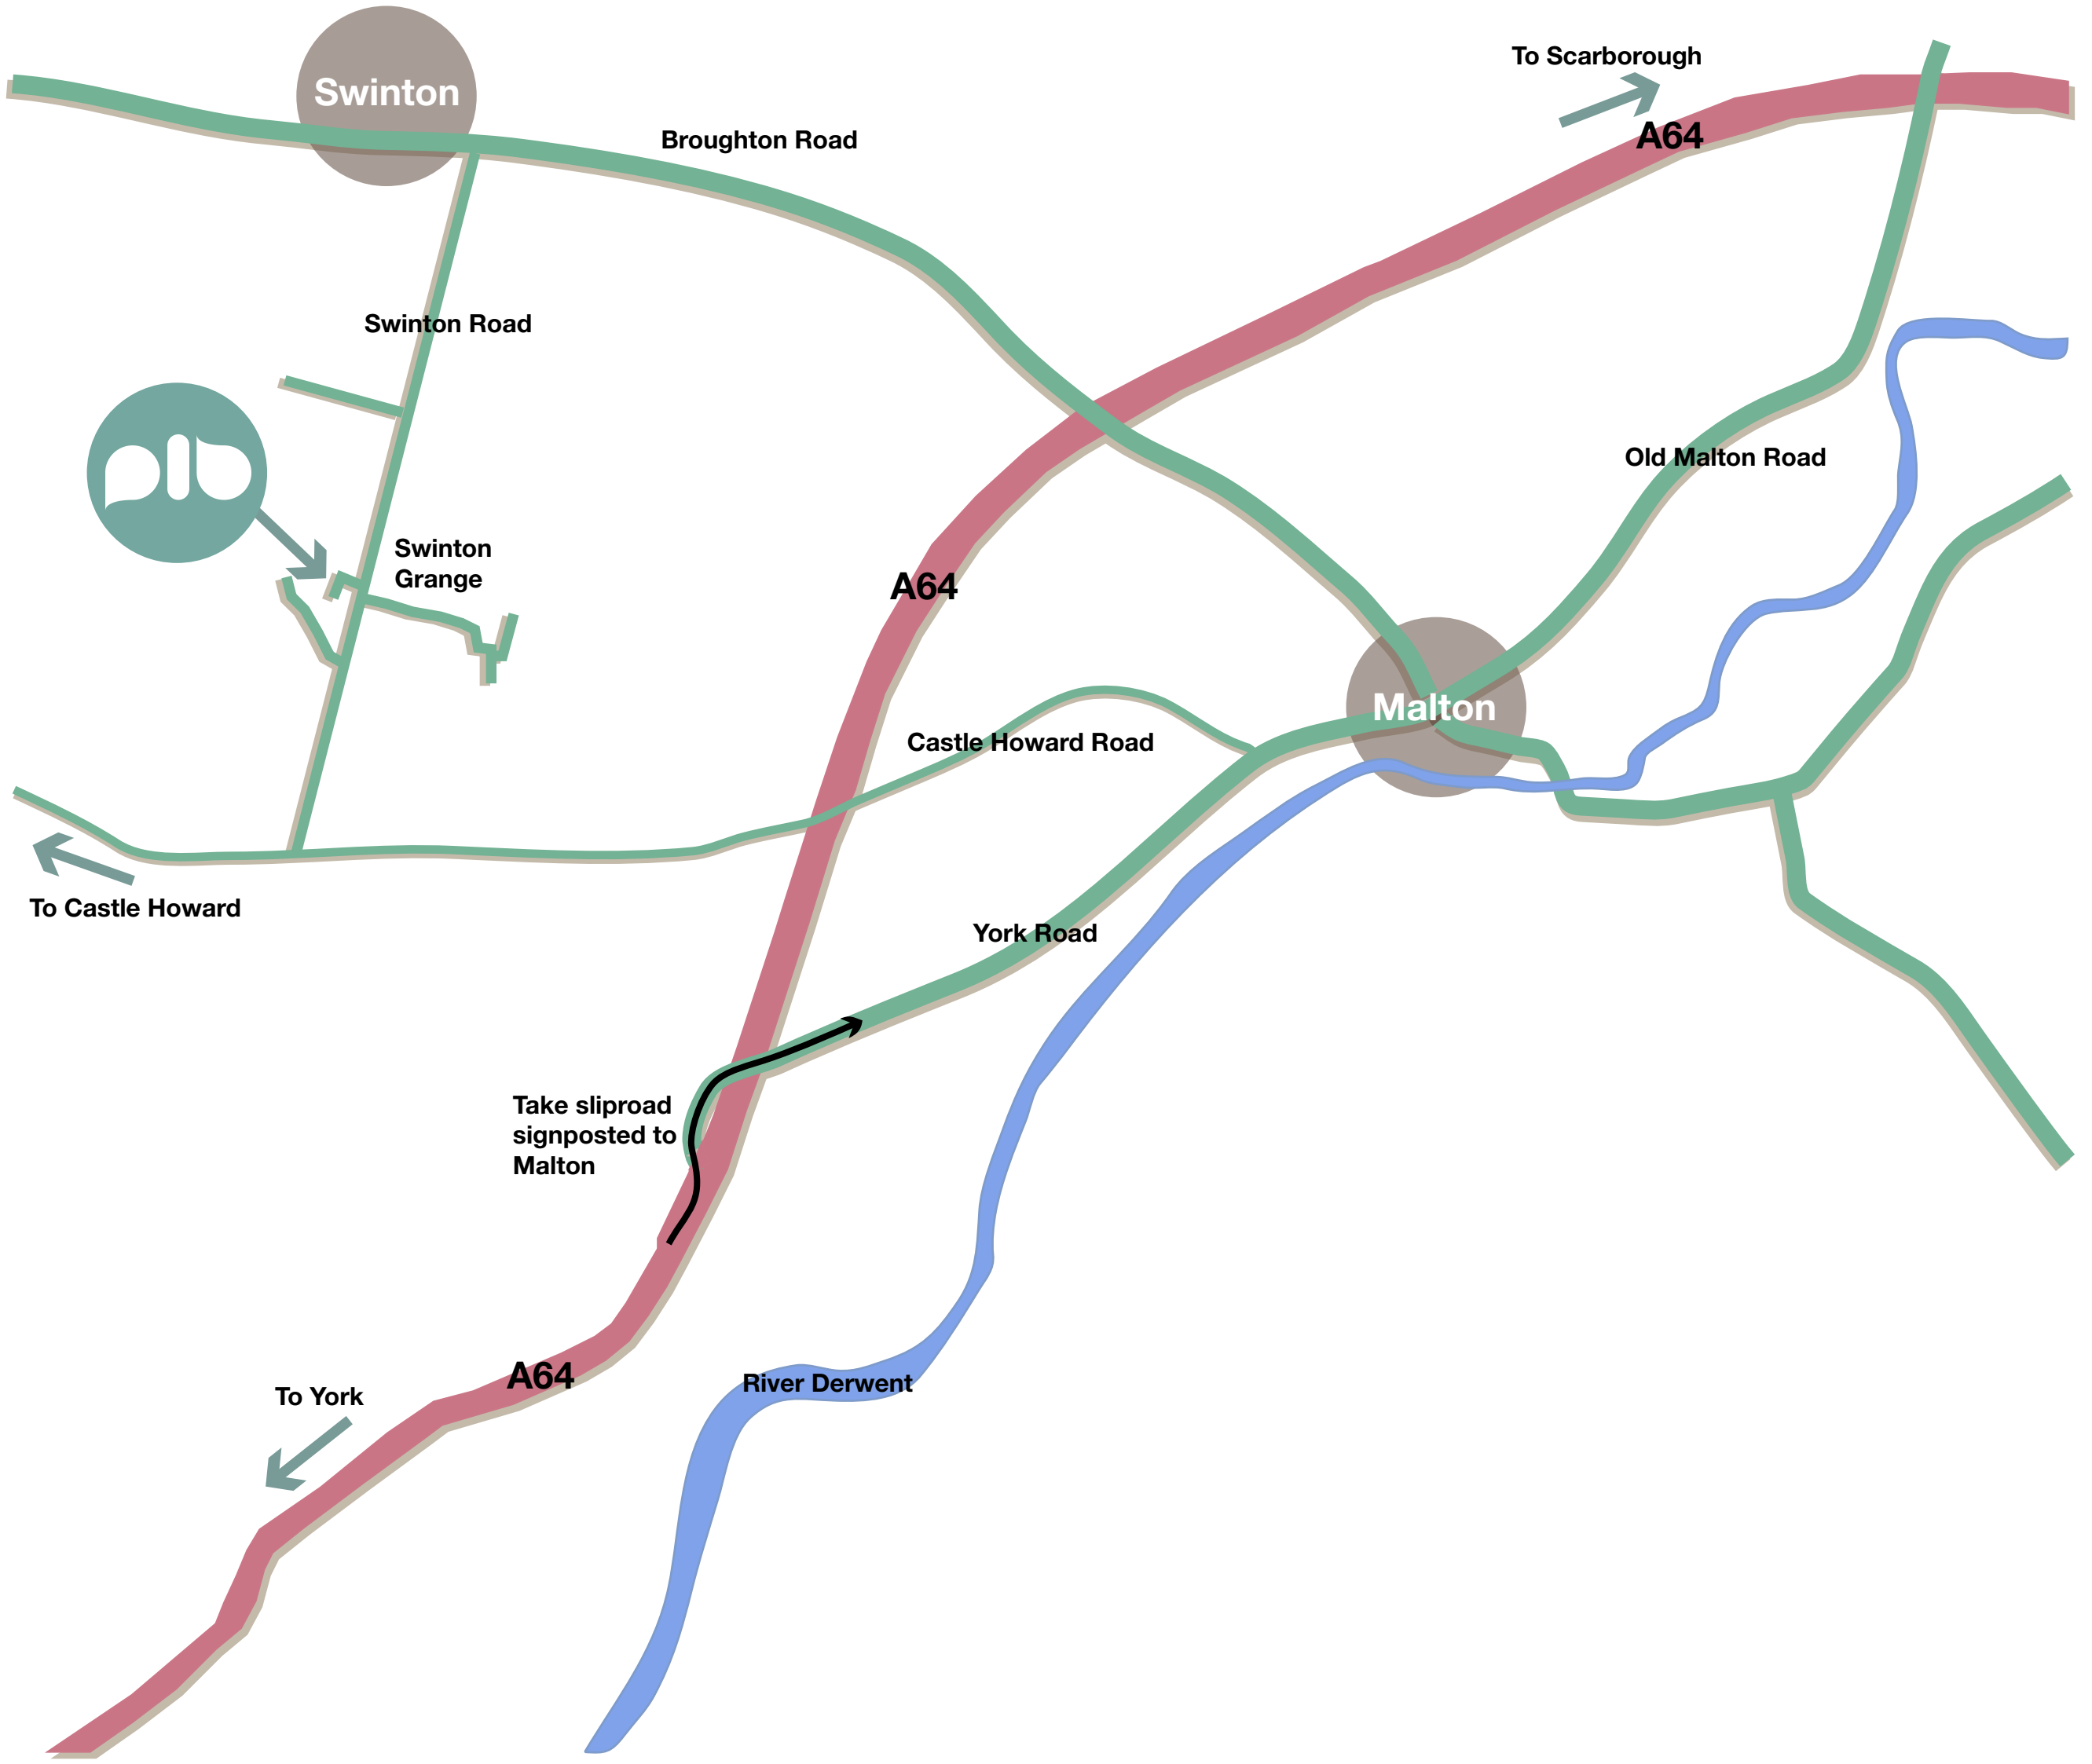 To Scarborough
Swinton
A64
Broughton Road
Swinton Road
Old Malton Road
plb
Swinton
Grange
A64
Malton
Castle Howard Road
To Castle Howard
York Road
Take sliproad
signposted to
Malton
A64
River Derwent
To York